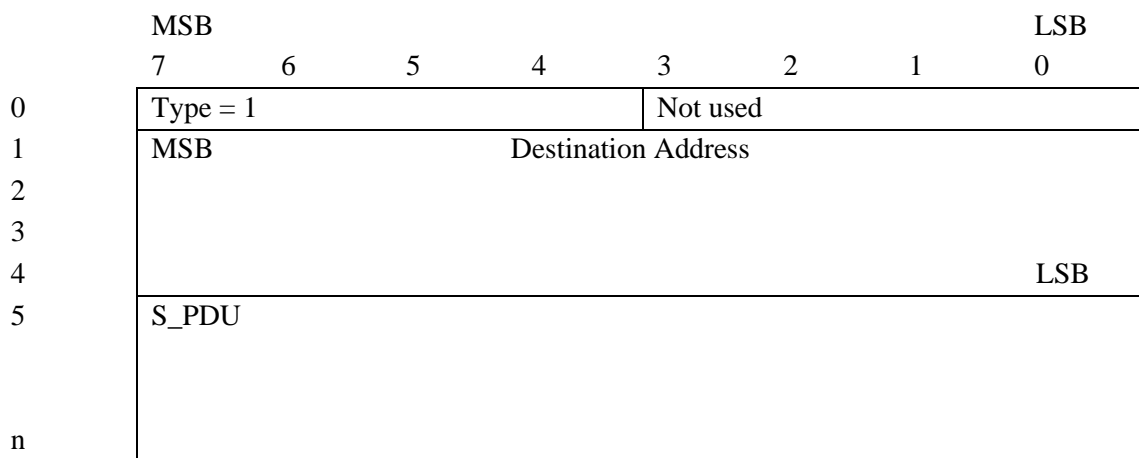 MSB LSB
7 6 5 4 3 2 1 0
0 Type = 1 Not used
1 MSB Destination Address
2
3
4 LSB
5 S_PDU
n